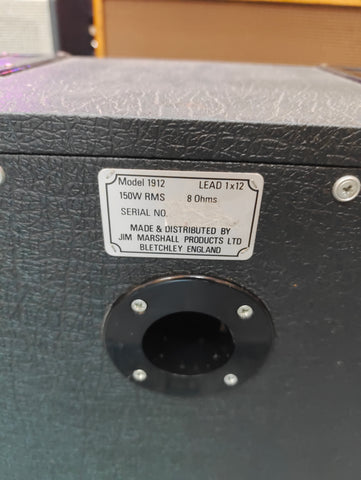 Model 1912 LEAD 1x12
150W RMS 8 Ohms
SERIAL NO.
MADE & DISTRIBUTED BY
JIM MARSHALL PRODUCTS LTD
BLETCHLEY ENGLAND